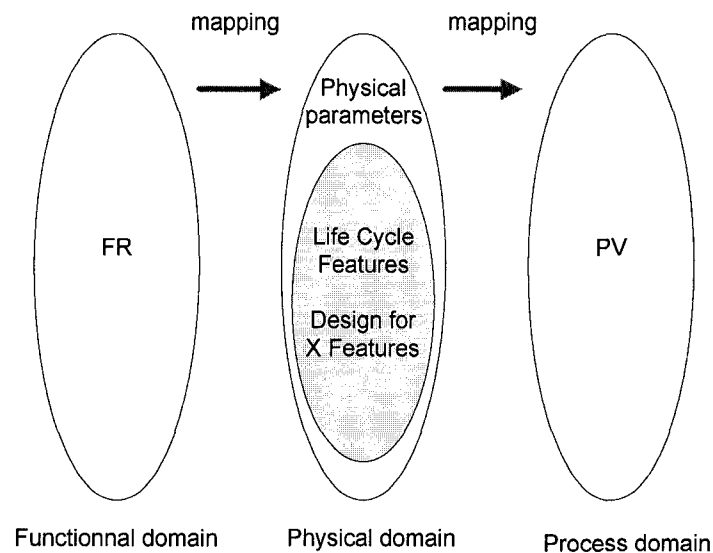 mapping
mapping
Physical
parameters
FR
Life Cycle
Features
Design for
X Features
PV
Functionnal domain
Physical domain
Process domain